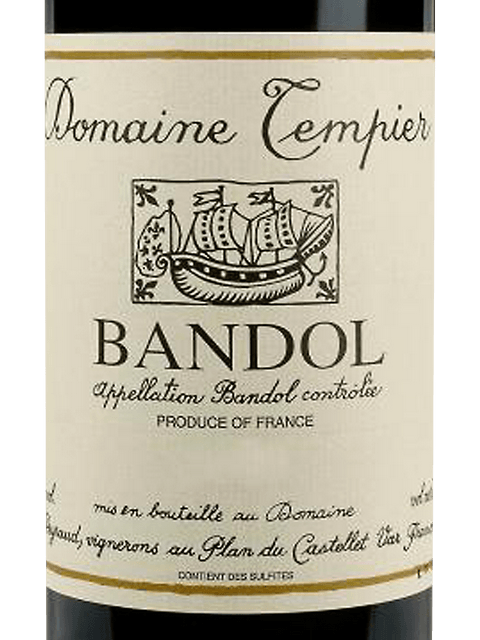 Domaine Tempier
BANDOL
Appellation Bandol contrôlée
PRODUCE OF FRANCE
mis en bouteille au Domaine
vignerons au Plan du Castellet Var
CONTIENT DES SULFITES